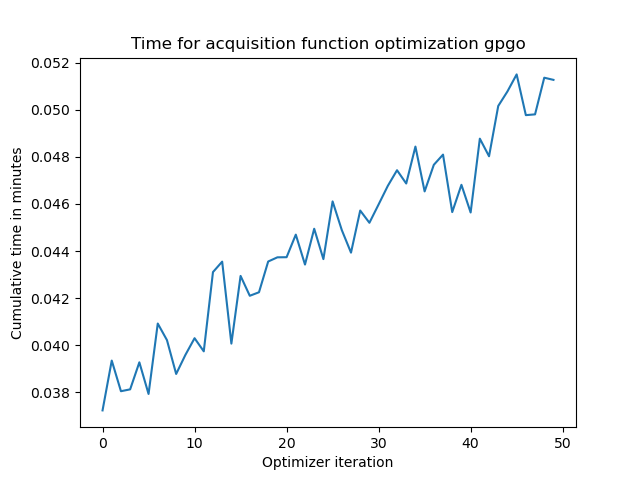 Time for acquisition function optimization gpgo
0.052
0.050
0.048
0.046
0.044
0.042
0.040
0.038
Cumulative time in minutes
0 10 20 30 40 50
Optimizer iteration